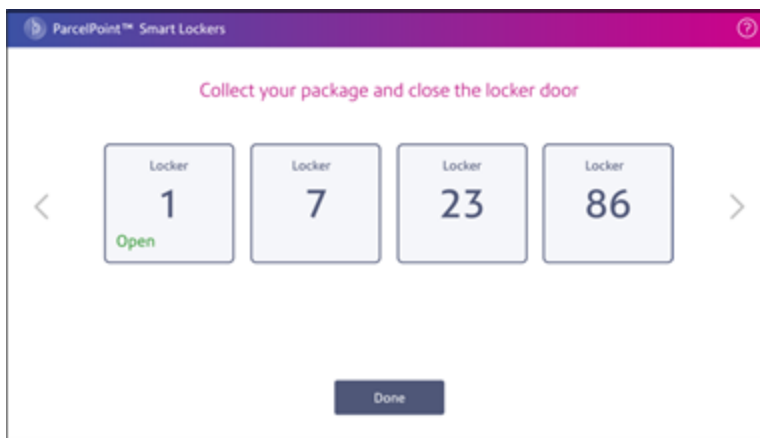 ParcelPoint™ Smart Lockers
Collect your package and close the locker door
Locker
1
Open
Locker
7
Locker
23
Locker
86
Done